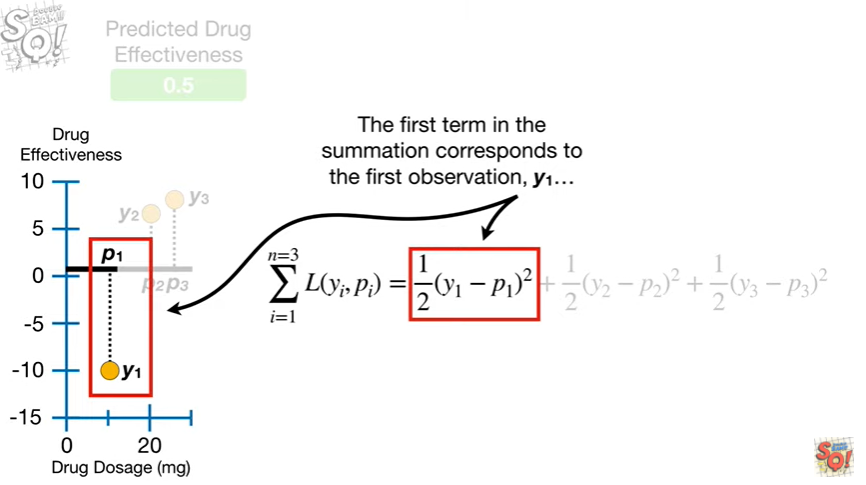 SQ!
Predicted Drug
Effectiveness
0.5
The first term in the
summation corresponds to
the first observation, y₁…
Drug
Effectiveness
10
5
0
-5
-10
-15
y₂
y₃
p₁
p₂ p₃
y₁
n=3
∑ L(yᵢ, pᵢ) = 1/2(y₁ − p₁)² + 1/2(y₂ − p₂)² + 1/2(y₃ − p₃)²
i=1
0 20
Drug Dosage (mg)
SQ!